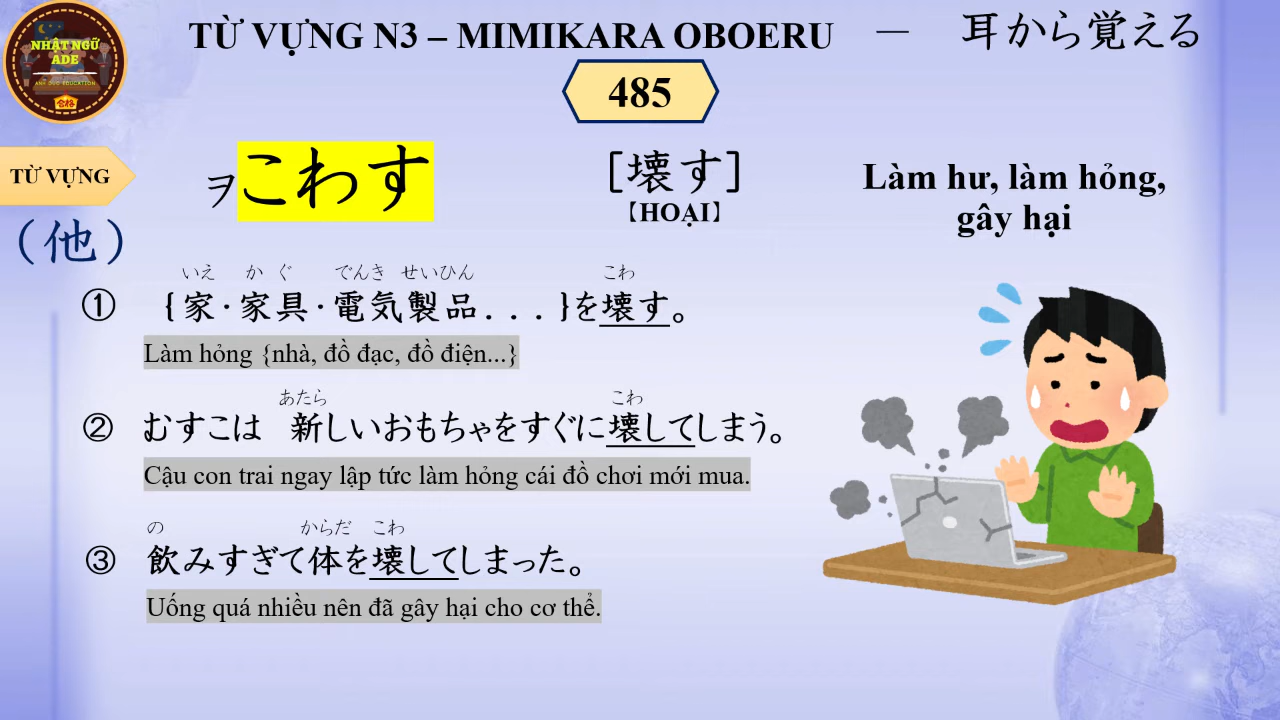 NHẬT NGỮ
ADE
ANH DUC EDUCATION
合格
TỪ VỰNG N3 – MIMIKARA OBOERU － 耳から覚える
485
TỪ VỰNG
(他)
ヲこわす
[壊す]
【HOẠI】
Làm hư, làm hỏng,
gây hại
いえ か ぐ でんき せいひん こわ
① {家・家具・電気製品...}を壊す。
Làm hỏng {nhà, đồ đạc, đồ điện...}
あたら こわ
② むすこは 新しいおもちゃをすぐに壊してしまう。
Cậu con trai ngay lập tức làm hỏng cái đồ chơi mới mua.
の からだ こわ
③ 飲みすぎて体を壊してしまった。
Uống quá nhiều nên đã gây hại cho cơ thể.